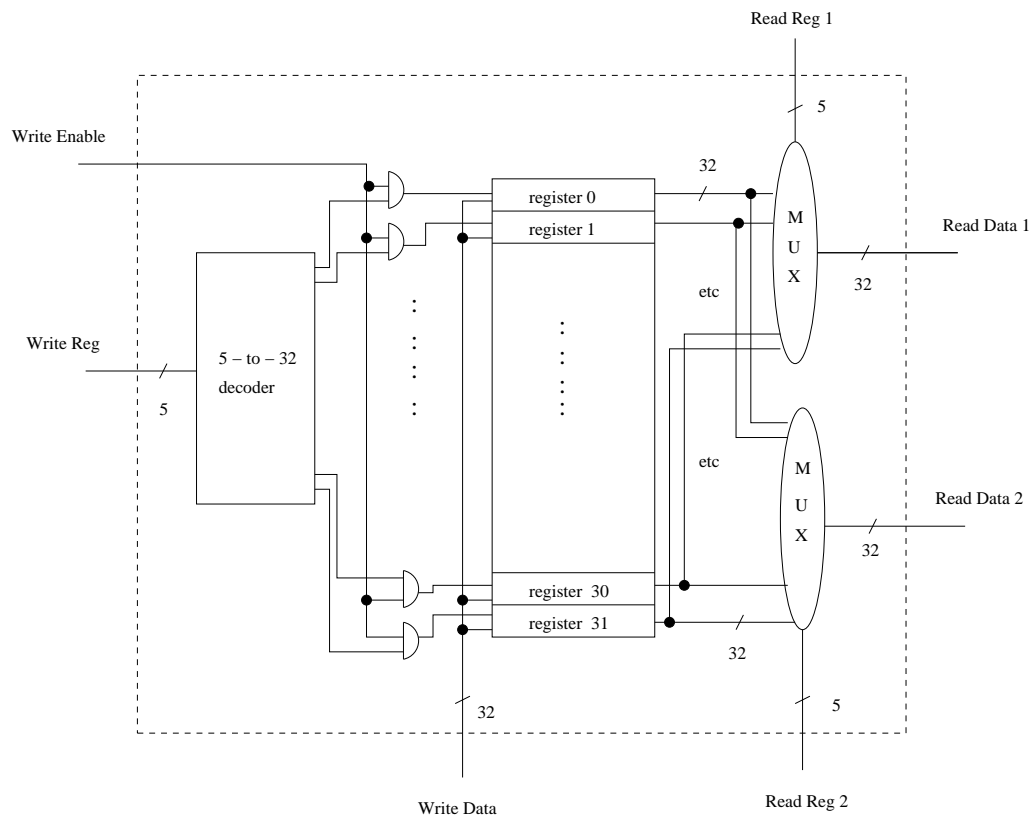 Read Reg 1
5
Write Enable
32
register 0
register 1
M
U
X
Read Data 1
32
etc
Write Reg
5
5 – to – 32
decoder
etc
M
U
X
Read Data 2
32
register 30
register 31
32
32
5
Write Data
Read Reg 2